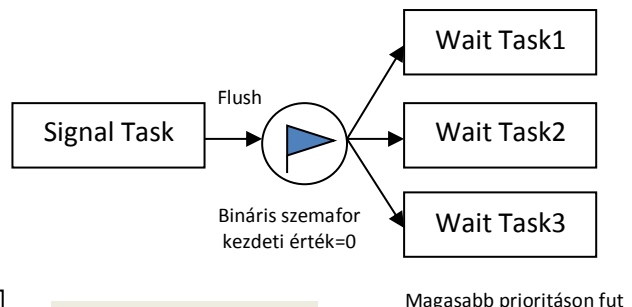 Wait Task1
Flush
Signal Task
Wait Task2
Bináris szemafor
kezdeti érték=0
Wait Task3
Magasabb prioritáson fut